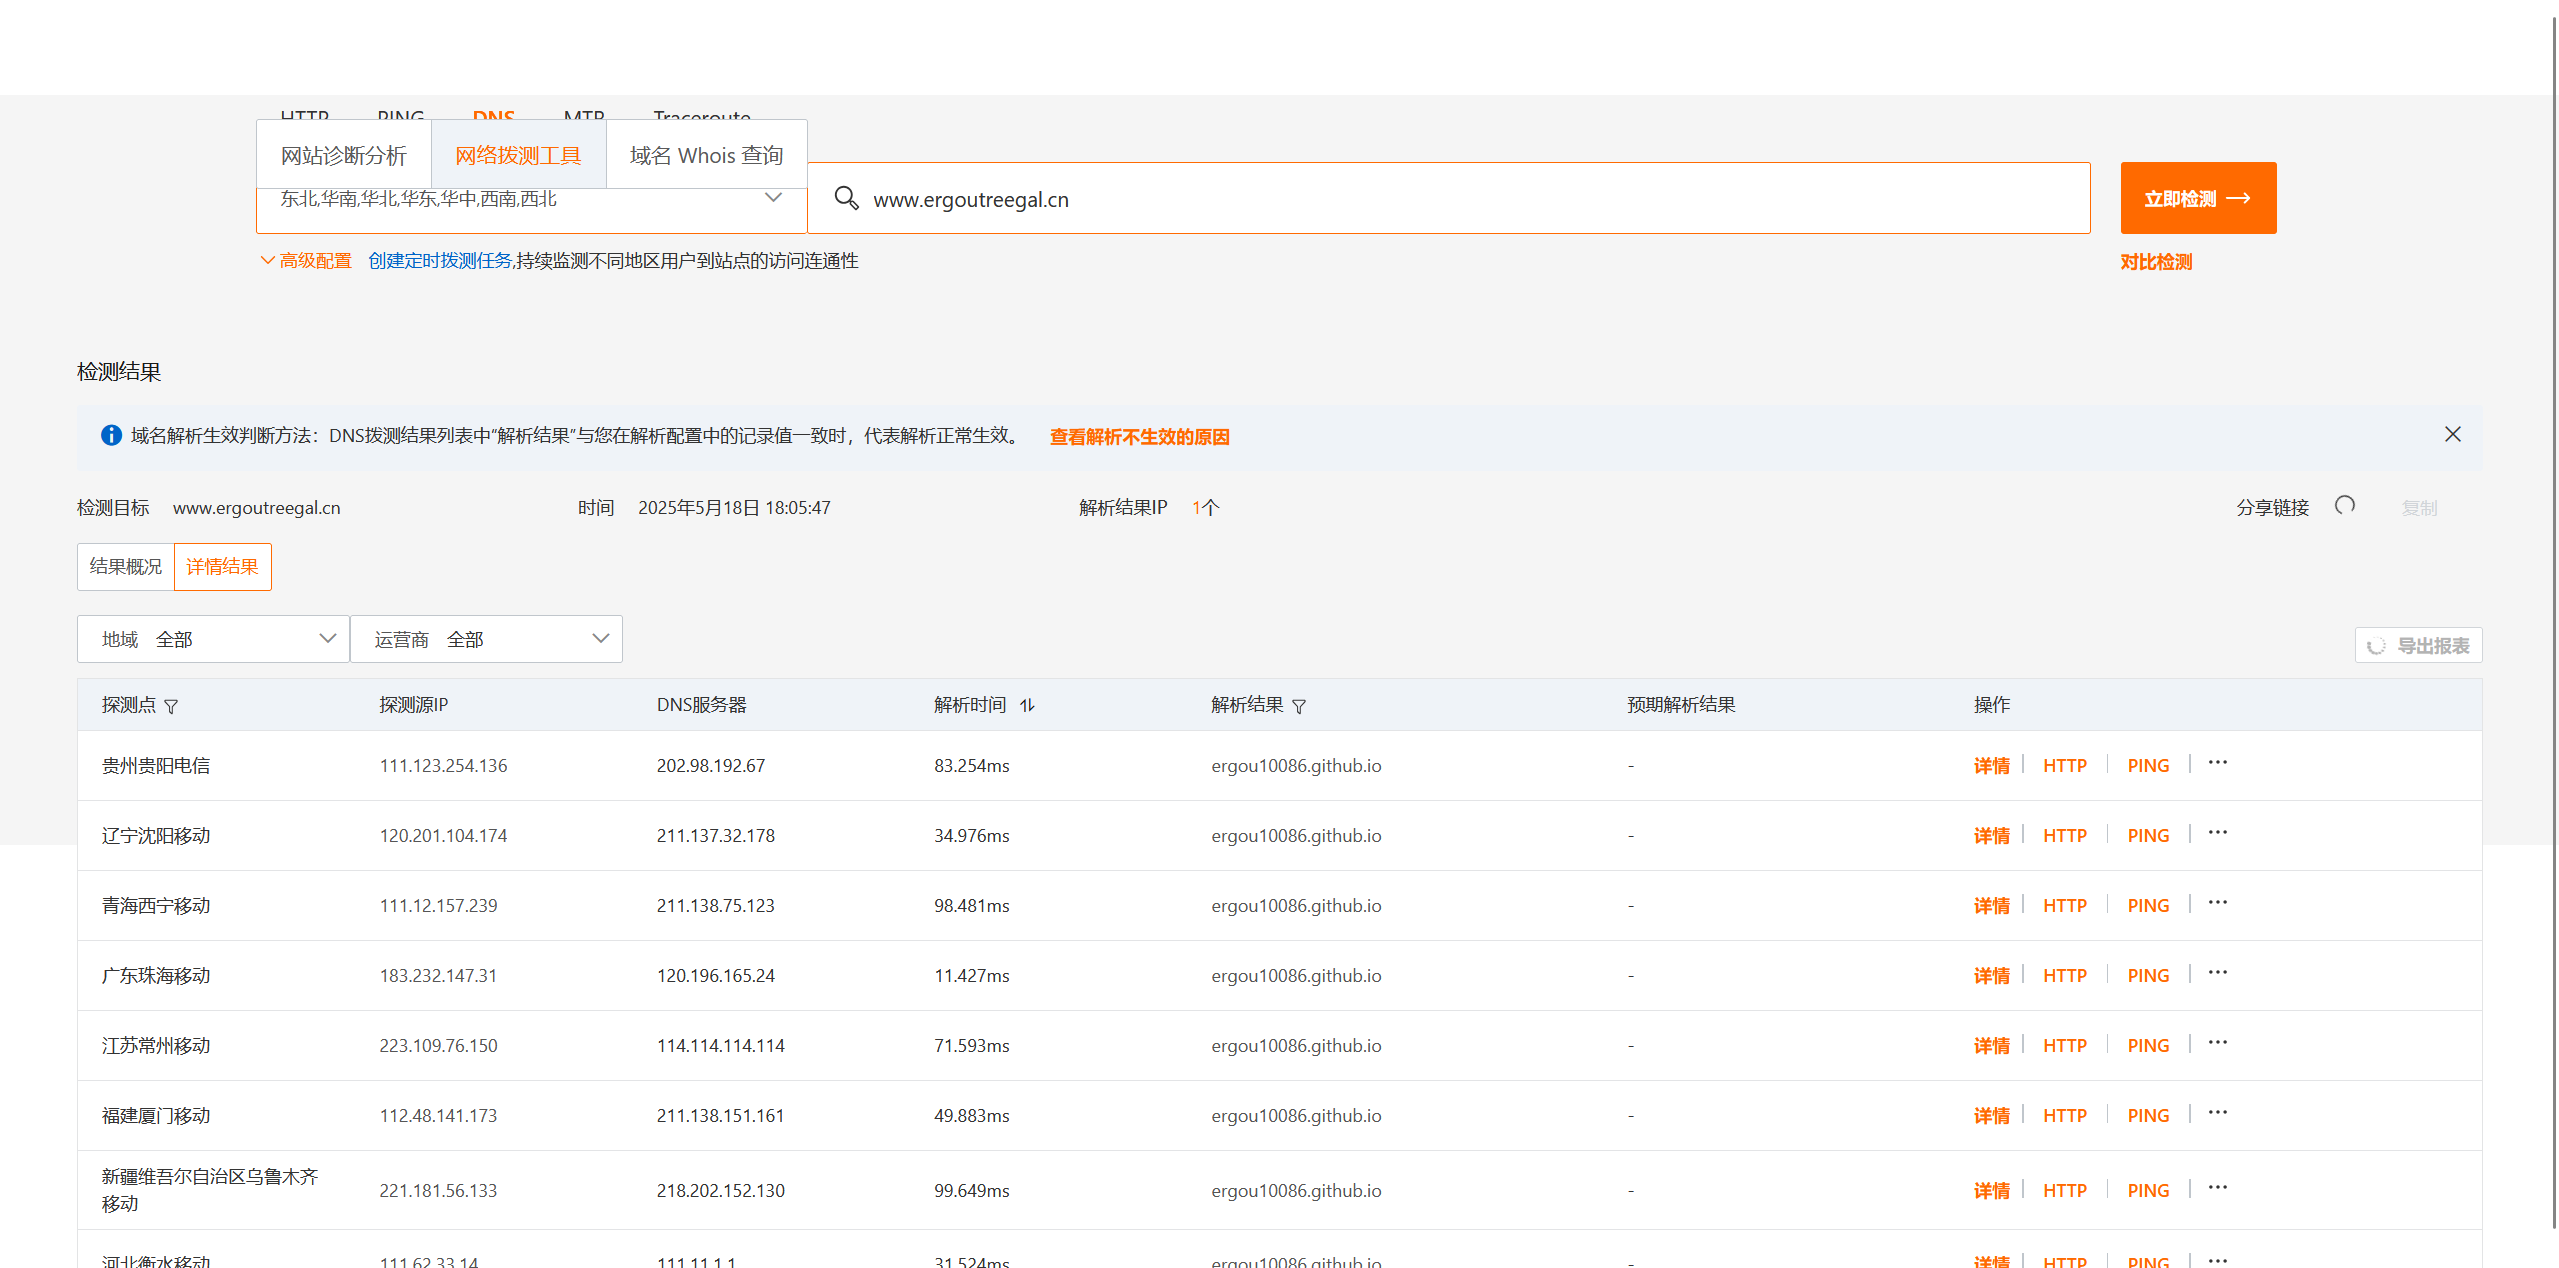 HTTP PING DNS MTR Traceroute
网站诊断分析 网络拨测工具 域名 Whois 查询
东北,华南,华北,华东,华中,西南,西北 www.ergoutreegal.cn 立即检测
高级配置 创建定时拨测任务,持续监测不同地区用户到站点的访问连通性 对比检测
检测结果
域名解析生效判断方法：DNS拨测结果列表中“解析结果”与您在解析配置中的记录值一致时，代表解析正常生效。 查看解析不生效的原因
检测目标 www.ergoutreegal.cn 时间 2025年5月18日 18:05:47 解析结果IP 1个 分享链接 复制
结果概况 详情结果
地域 全部 运营商 全部 导出报表
探测点 探测源IP DNS服务器 解析时间 解析结果 预期解析结果 操作
贵州贵阳电信 111.123.254.136 202.98.192.67 83.254ms ergou10086.github.io - 详情 HTTP PING ...
辽宁沈阳移动 120.201.104.174 211.137.32.178 34.976ms ergou10086.github.io - 详情 HTTP PING ...
青海西宁移动 111.12.157.239 211.138.75.123 98.481ms ergou10086.github.io - 详情 HTTP PING ...
广东珠海移动 183.232.147.31 120.196.165.24 11.427ms ergou10086.github.io - 详情 HTTP PING ...
江苏常州移动 223.109.76.150 114.114.114.114 71.593ms ergou10086.github.io - 详情 HTTP PING ...
福建厦门移动 112.48.141.173 211.138.151.161 49.883ms ergou10086.github.io - 详情 HTTP PING ...
新疆维吾尔自治区乌鲁木齐
移动 221.181.56.133 218.202.152.130 99.649ms ergou10086.github.io - 详情 HTTP PING ...
河北衡水移动 111.62.33.14 111.11.1.1 31.524ms ergou10086.github.io - 详情 HTTP PING ...